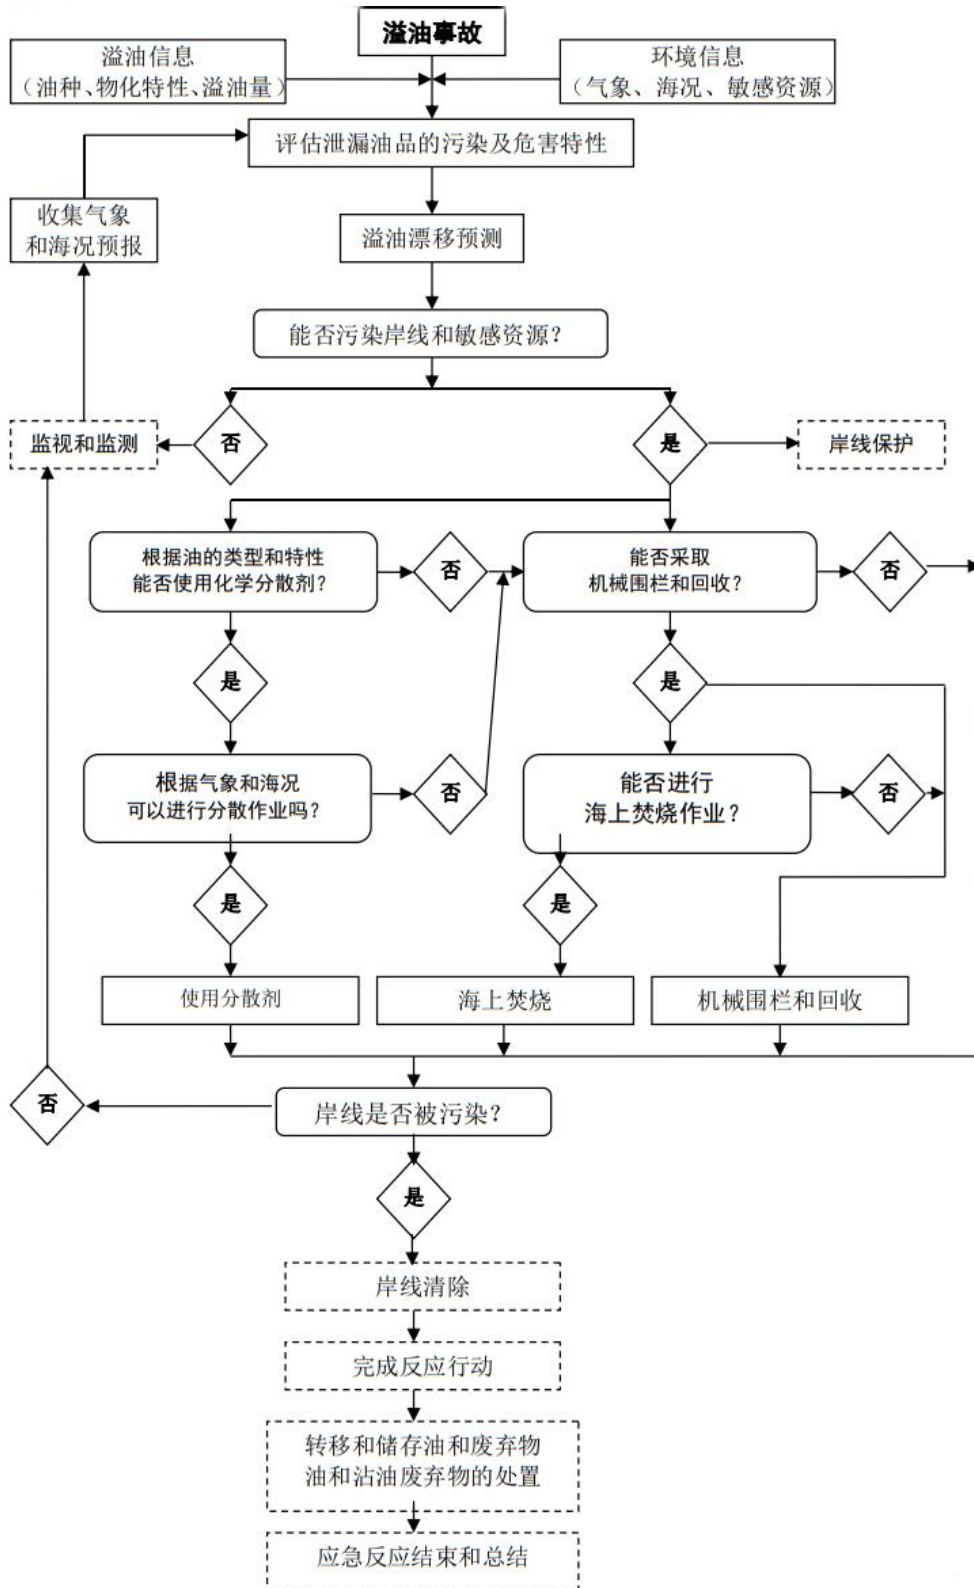 溢油事故
溢油信息
（油种、物化特性、溢油量）
环境信息
（气象、海况、敏感资源）
评估泄漏油品的污染及危害特性
收集气象
和海况预报
溢油漂移预测
能否污染岸线和敏感资源？
监视和监测
否
是
岸线保护
根据油的类型和特性
能否使用化学分散剂？
否
能否采取
机械围栏和回收？
否
是
是
根据气象和海况
可以进行分散作业吗？
否
能否进行
海上焚烧作业？
否
是
是
使用分散剂
海上焚烧
机械围栏和回收
否
岸线是否被污染？
是
岸线清除
完成反应行动
转移和储存油和废弃物
油和沾油废弃物的处置
应急反应结束和总结